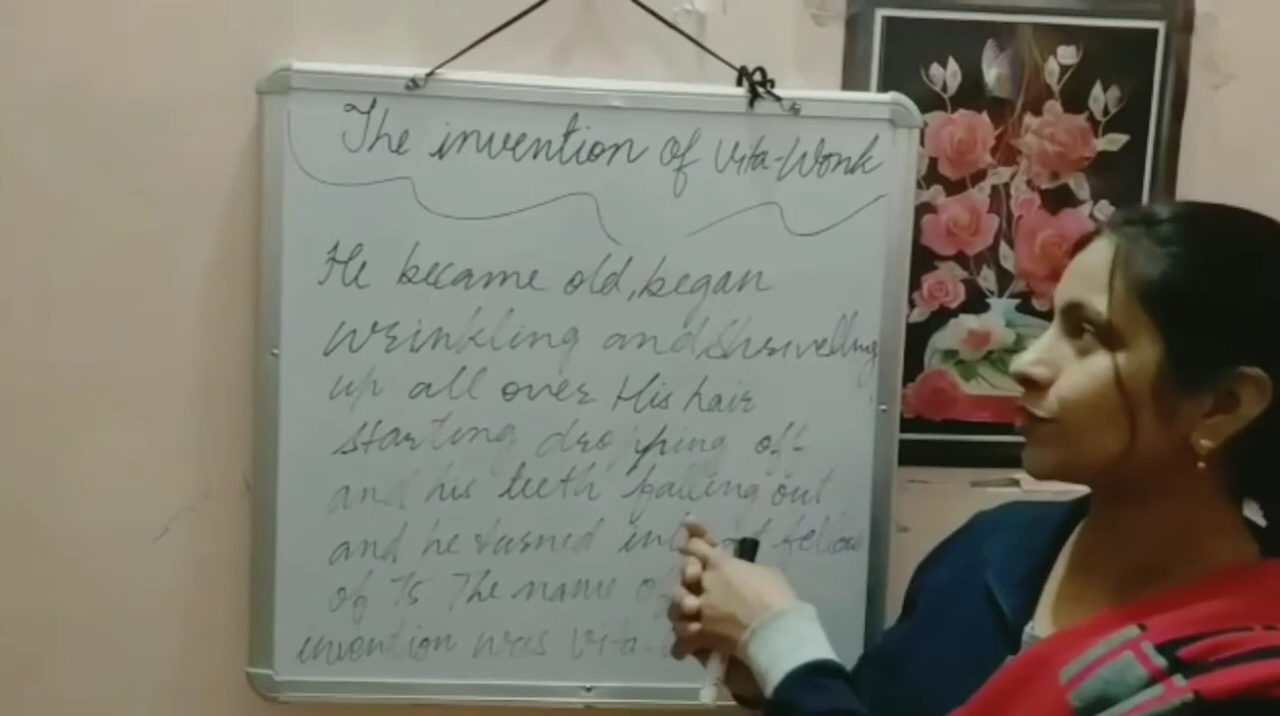 The invention of Vita-Wonk
He became old, began
wrinkling and Shrivelling
up all over His hair
starting dropping off
and his teeth falling out
and he turned in
of 75 The name
invention was Vita-